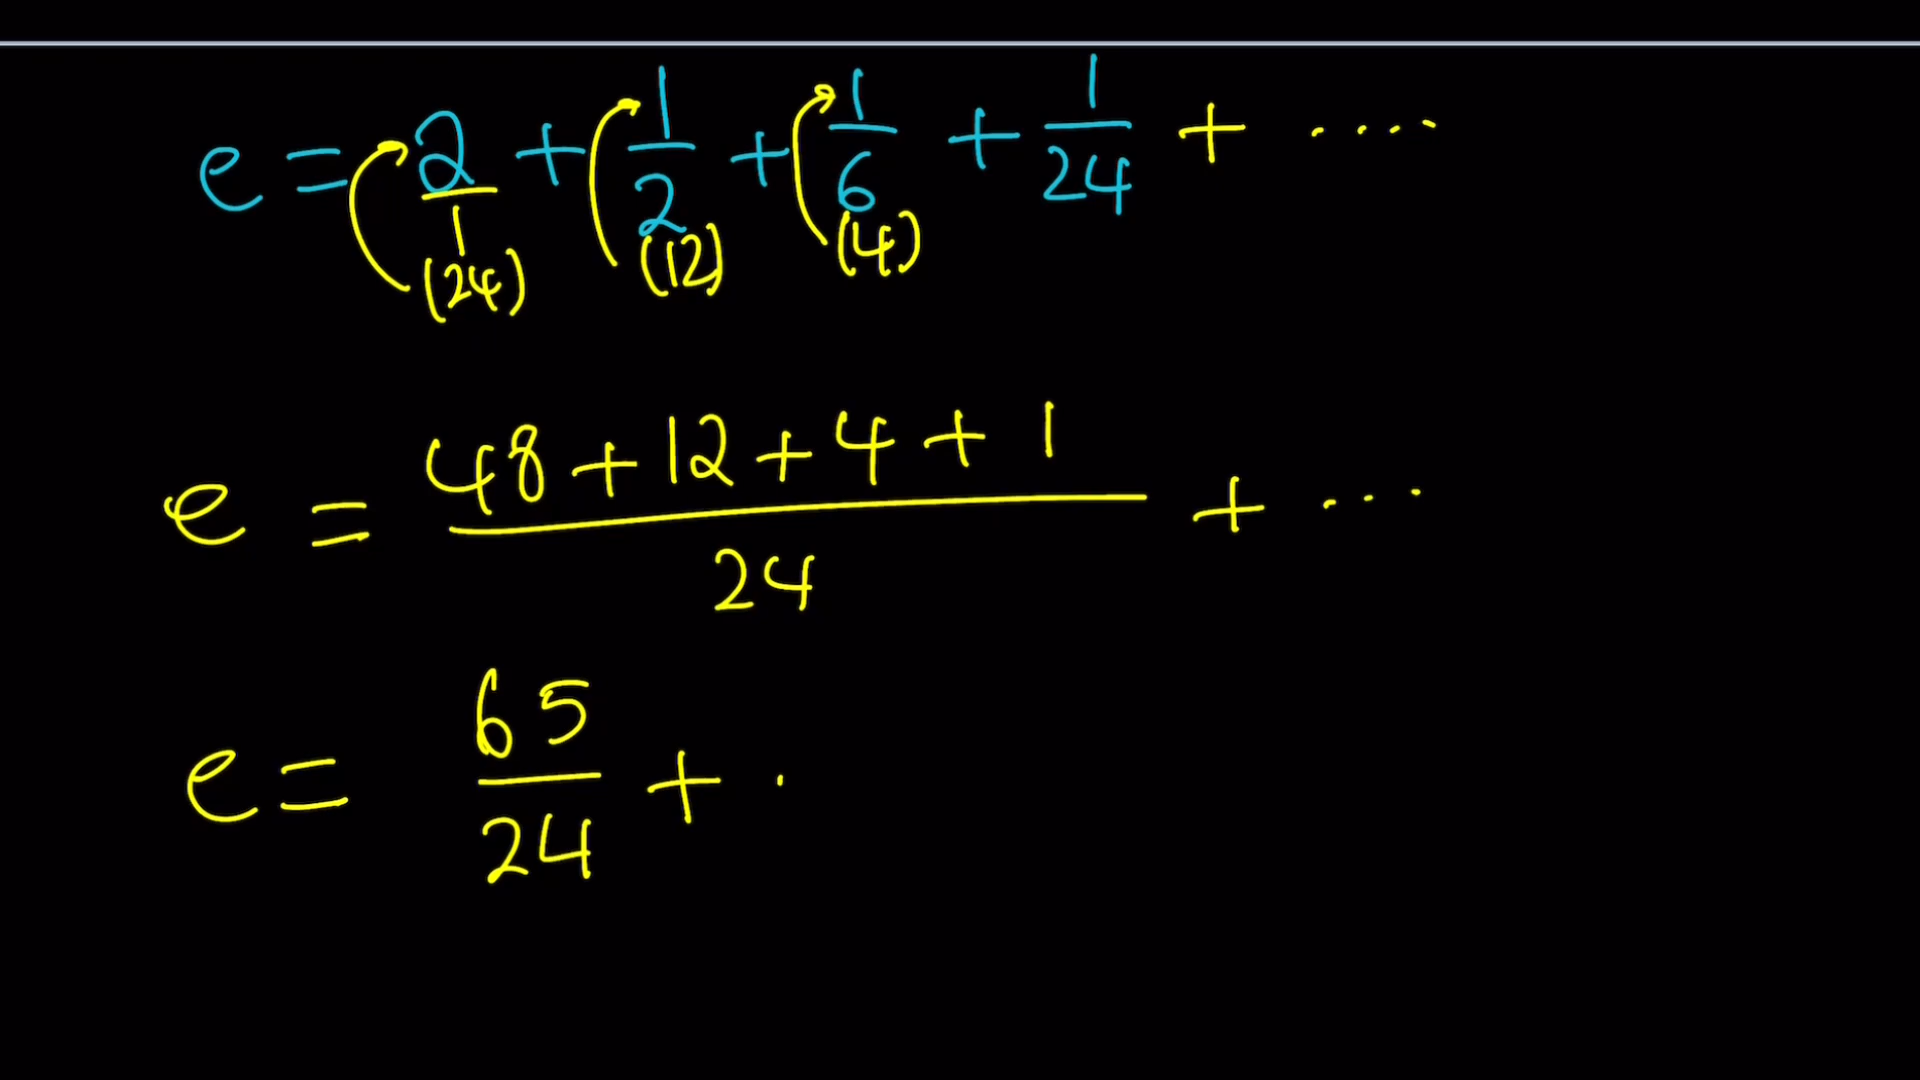 e = 2/1 + 1/2 + 1/6 + 1/24 + ....
(24) (12) (4)
e = (48 + 12 + 4 + 1)/24 + ...
e = 65/24 + .